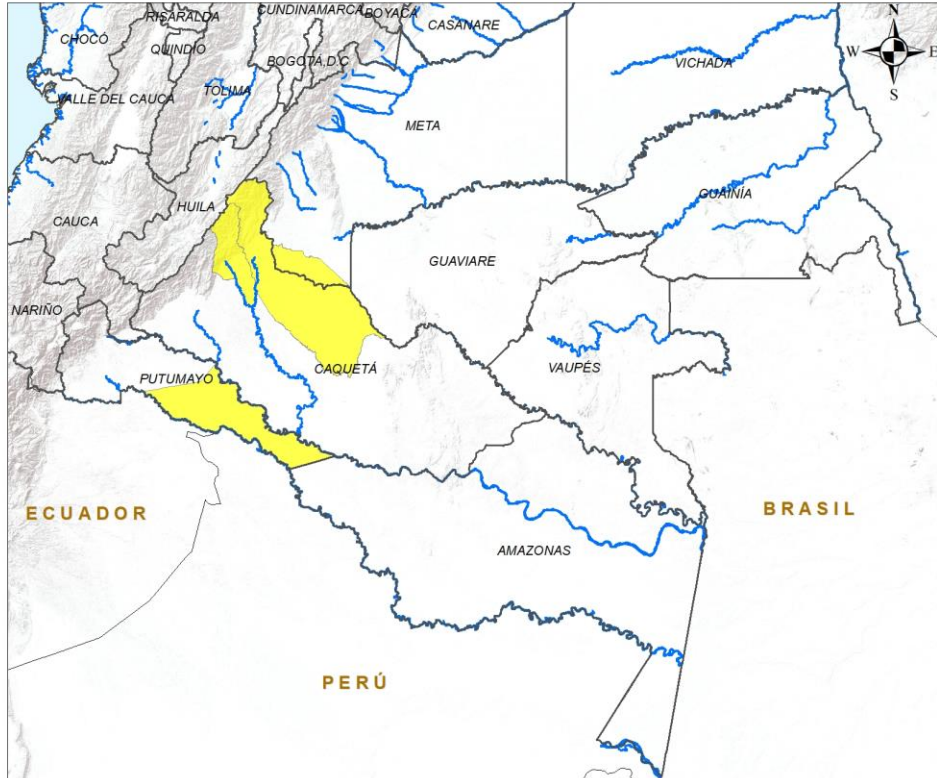 CUNDINAMARCA
BOYACÁ
RISARALDA
CASANARE
N
CHOCÓ
QUINDÍO
BOGOTÁ,D.C
W
E
VICHADA
S
VALLE DEL CAUCA
TOLIMA
META
GUAINÍA
HUILA
CAUCA
GUAVIARE
NARIÑO
CAQUETÁ
VAUPÉS
PUTUMAYO
ECUADOR
BRASIL
AMAZONAS
PERÚ